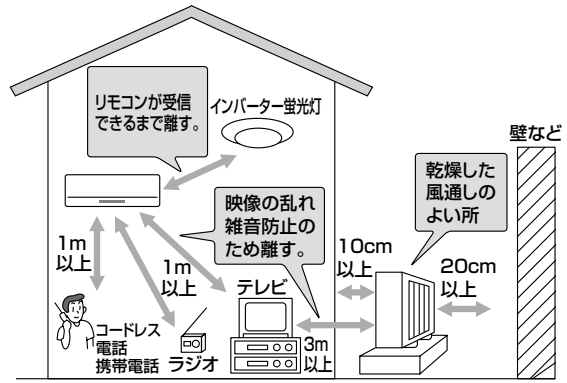 リモコンが受信
できるまで離す。
インバーター蛍光灯
壁など
乾燥した
風通しの
よい所
映像の乱れ
雑音防止の
ため離す。
1m
以上
1m
以上
テレビ
10cm
以上
20cm
以上
コードレス
電話
携帯電話
ラジオ
3m
以上